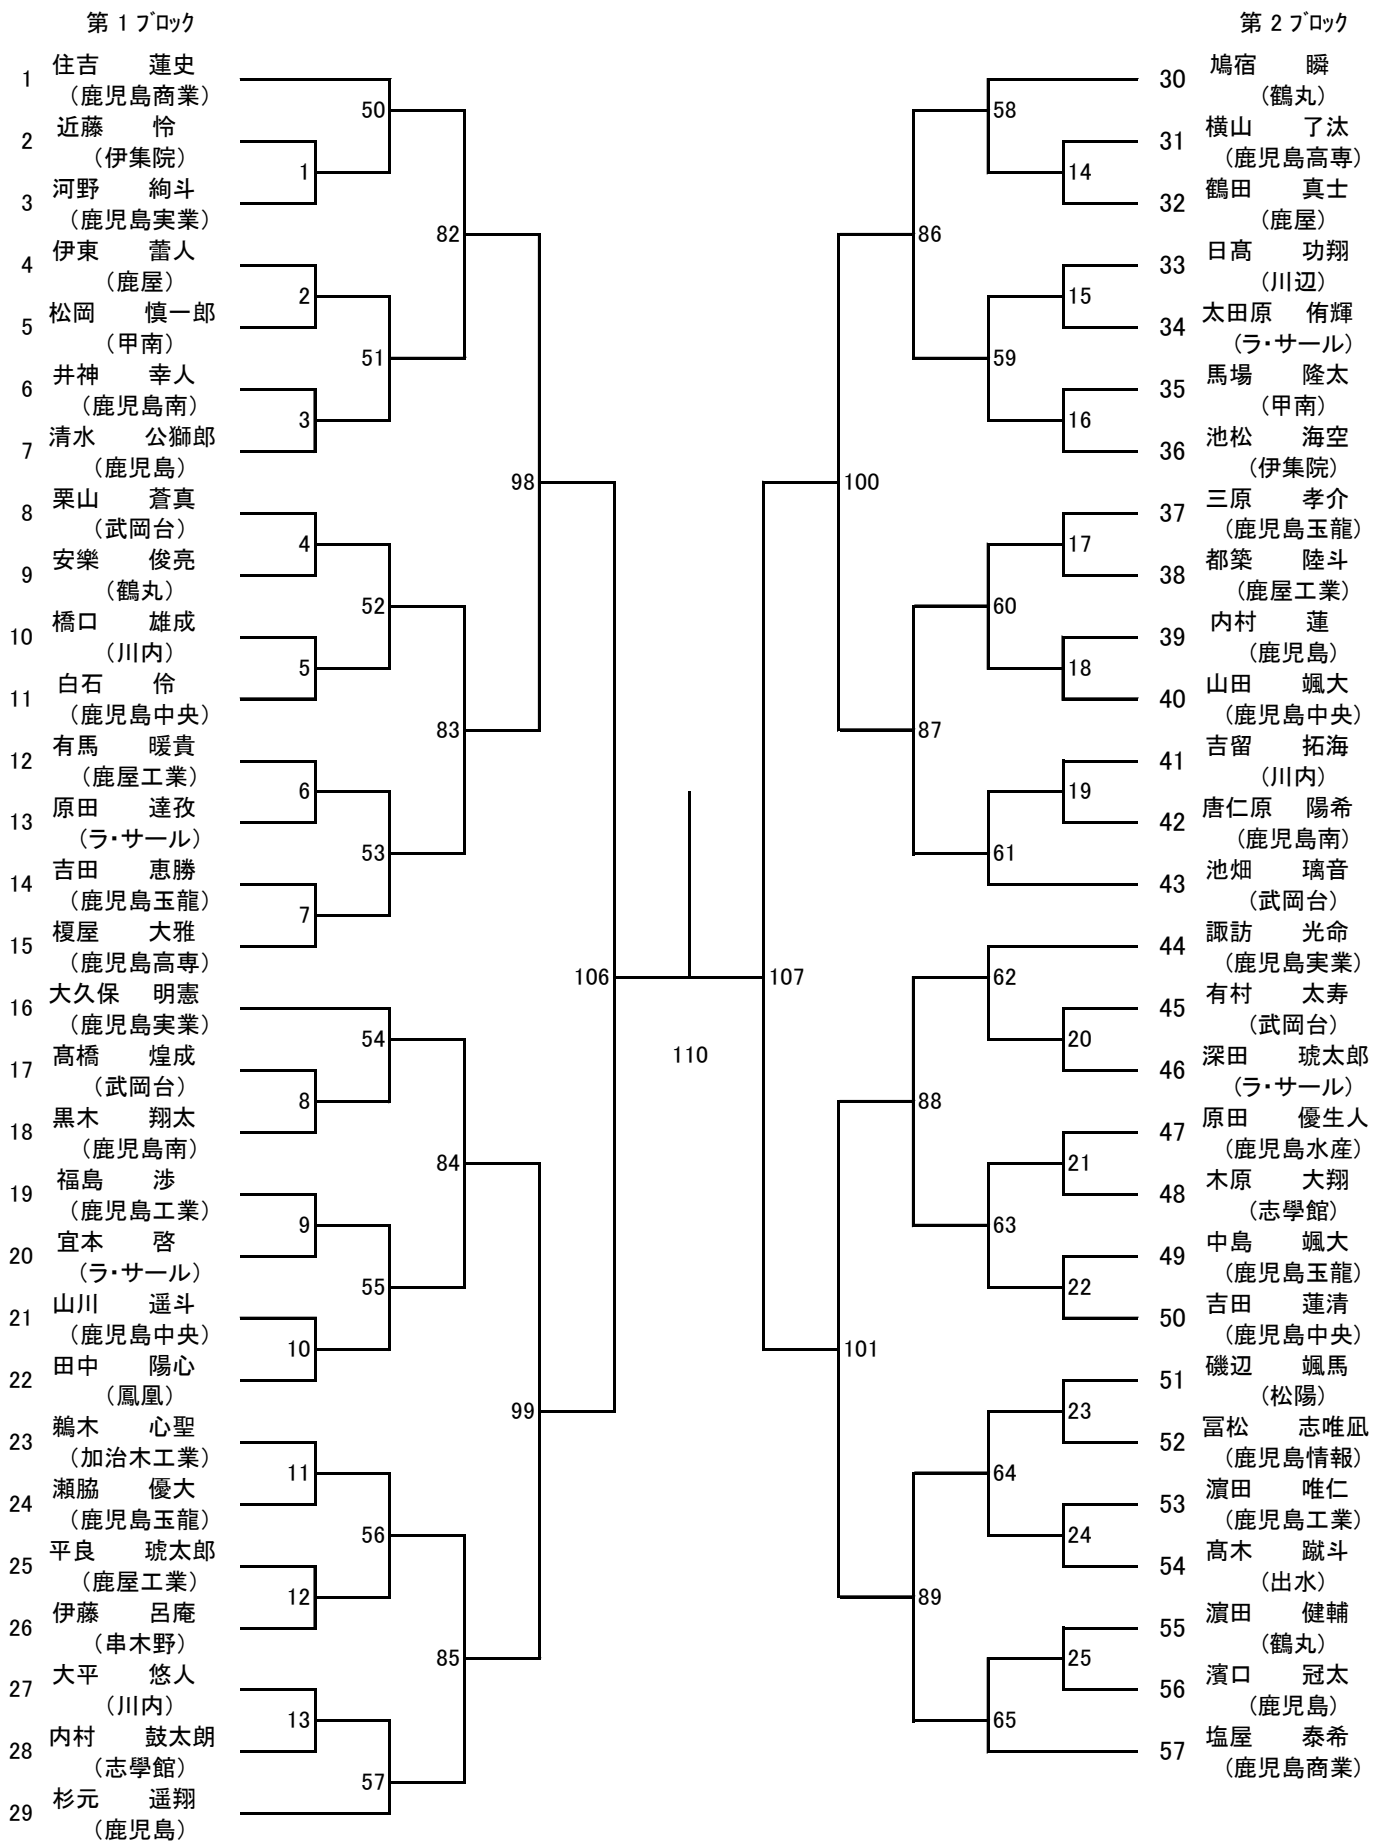 第１ブロック
1 住吉 蓮史
（鹿児島商業）
2 近藤 怜
（伊集院）
3 河野 絢斗
（鹿児島実業）
4 伊東 蕾人
（鹿屋）
5 松岡 慎一郎
（甲南）
6 井神 幸人
（鹿児島南）
7 清水 公獅郎
（鹿児島）
8 栗山 蒼真
（武岡台）
9 安樂 俊亮
（鶴丸）
10 橋口 雄成
（川内）
11 白石 伶
（鹿児島中央）
12 有馬 暖貴
（鹿屋工業）
13 原田 達孜
（ラ・サール）
14 吉田 恵勝
（鹿児島玉龍）
15 榎屋 大雅
（鹿児島高専）
16 大久保 明憲
（鹿児島実業）
17 髙橋 煌成
（武岡台）
18 黒木 翔太
（鹿児島南）
19 福島 渉
（鹿児島工業）
20 宜本 啓
（ラ・サール）
21 山川 遥斗
（鹿児島中央）
22 田中 陽心
（鳳凰）
23 鵜木 心聖
（加治木工業）
24 瀬脇 優大
（鹿児島玉龍）
25 平良 琥太郎
（鹿屋工業）
26 伊藤 呂庵
（串木野）
27 大平 悠人
（川内）
28 内村 鼓太朗
（志學館）
29 杉元 遥翔
（鹿児島）
1
2
3
4
5
6
7
8
9
10
11
12
13
50
51
52
53
54
55
56
57
82
83
84
85
98
99
106
110
107
100
101
86
87
88
89
58
59
60
61
62
63
64
65
14
15
16
17
18
19
20
21
22
23
24
25
第２ブロック
30 鳩宿 瞬
（鶴丸）
31 横山 了汰
（鹿児島高専）
32 鶴田 真士
（鹿屋）
33 日髙 功翔
（川辺）
34 太田原 侑輝
（ラ・サール）
35 馬場 隆太
（甲南）
36 池松 海空
（伊集院）
37 三原 孝介
（鹿児島玉龍）
38 都築 陸斗
（鹿屋工業）
39 内村 蓮
（鹿児島）
40 山田 颯大
（鹿児島中央）
41 吉留 拓海
（川内）
42 唐仁原 陽希
（鹿児島南）
43 池畑 璃音
（武岡台）
44 諏訪 光命
（鹿児島実業）
45 有村 太寿
（武岡台）
46 深田 琥太郎
（ラ・サール）
47 原田 優生人
（鹿児島水産）
48 木原 大翔
（志學館）
49 中島 颯大
（鹿児島玉龍）
50 吉田 蓮清
（鹿児島中央）
51 磯辺 颯馬
（松陽）
52 冨松 志唯凪
（鹿児島情報）
53 濵田 唯仁
（鹿児島工業）
54 髙木 蹴斗
（出水）
55 濵田 健輔
（鶴丸）
56 濱口 冠太
（鹿児島）
57 塩屋 泰希
（鹿児島商業）